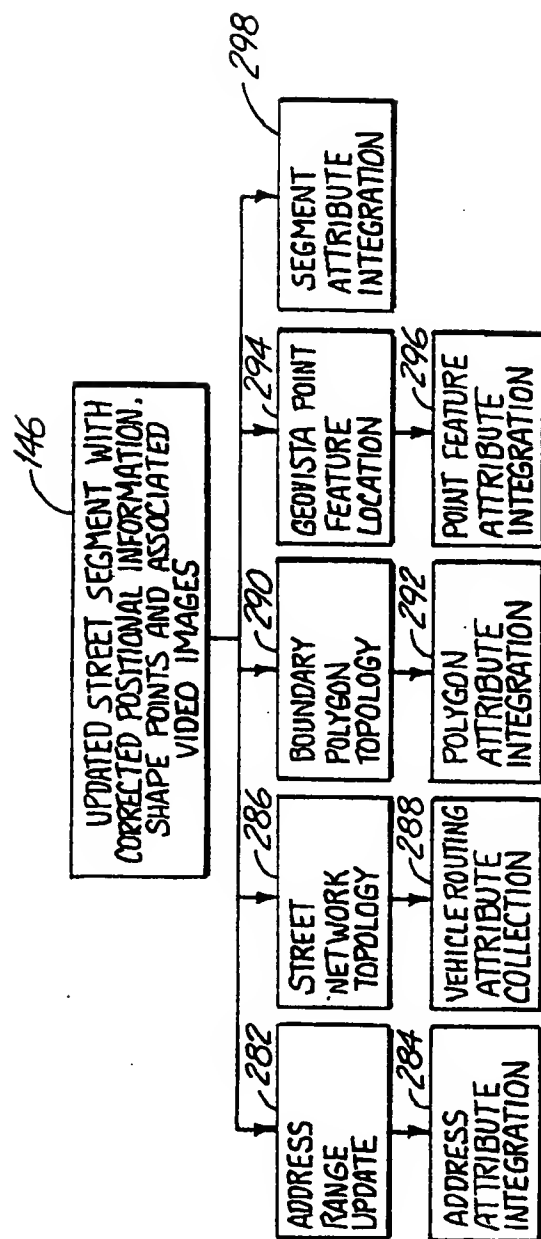 146
UPDATED STREET SEGMENT WITH
CORRECTED POSITIONAL INFORMATION,
SHAPE POINTS AND ASSOCIATED
VIDEO IMAGES
282
ADDRESS
RANGE
UPDATE
284
ADDRESS
ATTRIBUTE
INTEGRATION
286
STREET
NETWORK
TOPOLOGY
288
VEHICLE ROUTING
ATTRIBUTE
COLLECTION
290
BOUNDARY
POLYGON
TOPOLOGY
292
POLYGON
ATTRIBUTE
INTEGRATION
294
GEOVISTA POINT
FEATURE
LOCATION
296
POINT FEATURE
ATTRIBUTE
INTEGRATION
298
SEGMENT
ATTRIBUTE
INTEGRATION